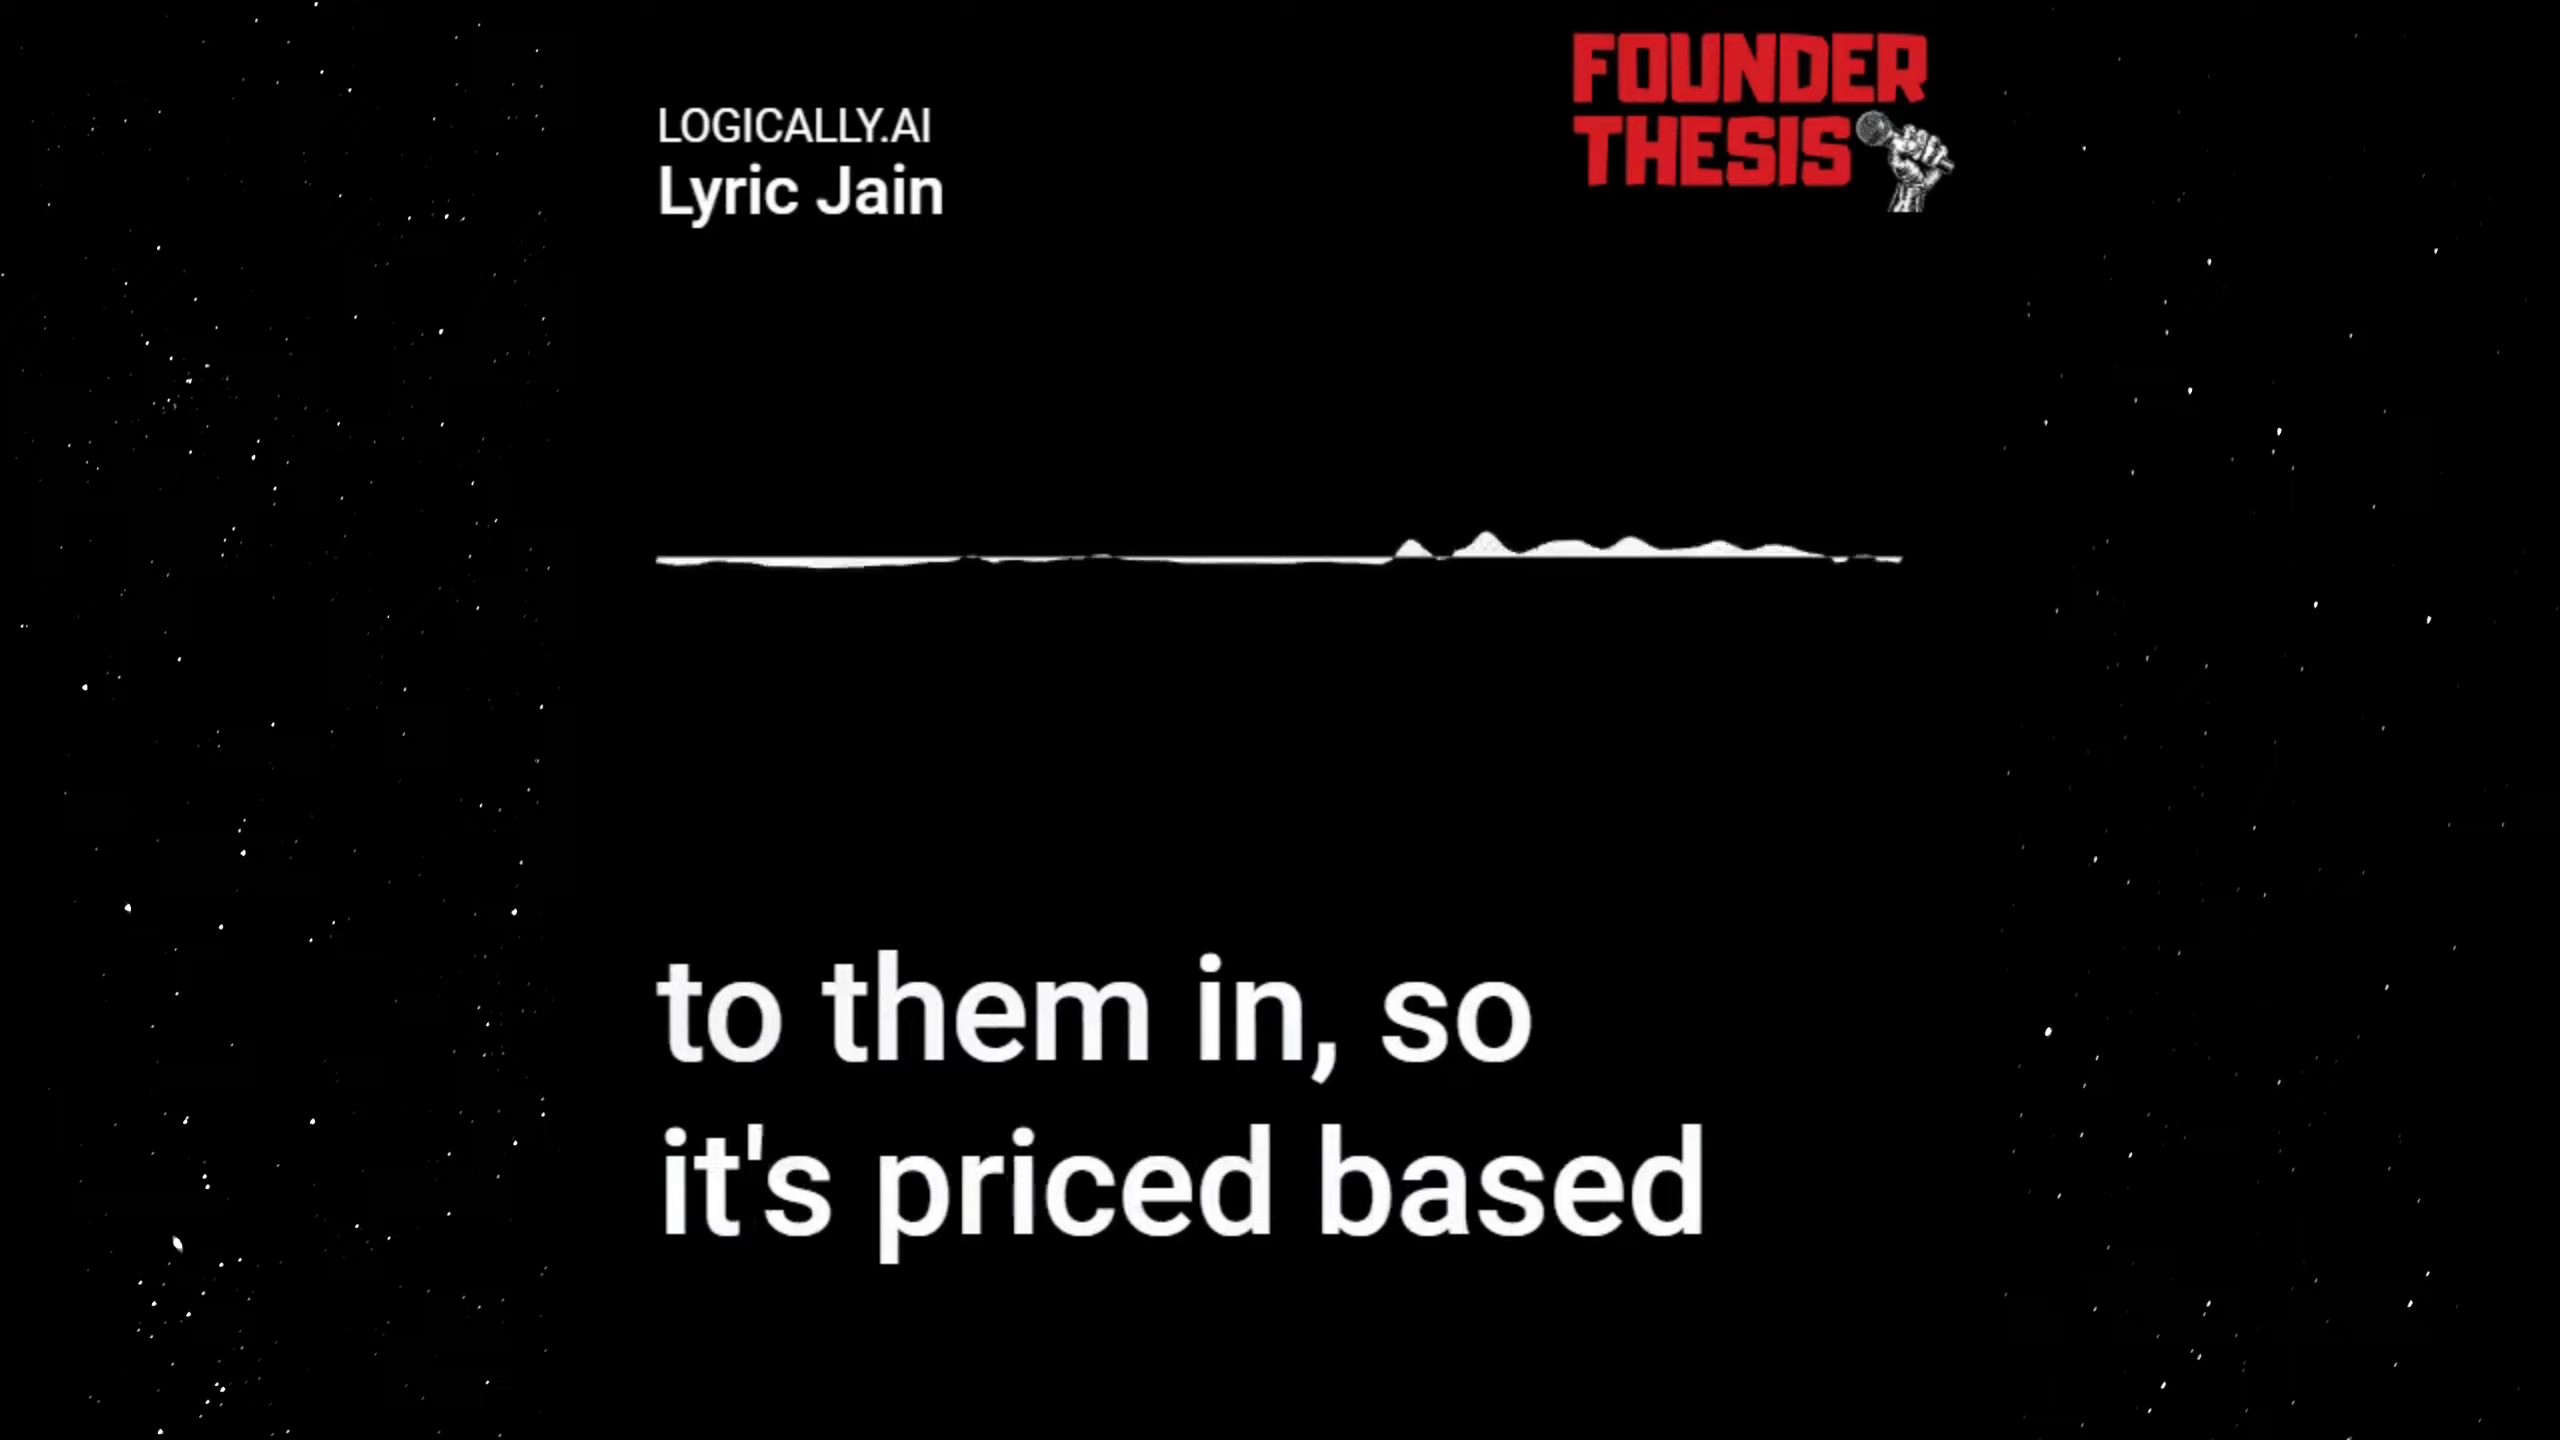 LOGICALLY.AI
Lyric Jain
FOUNDER
THESIS
to them in, so
it's priced based